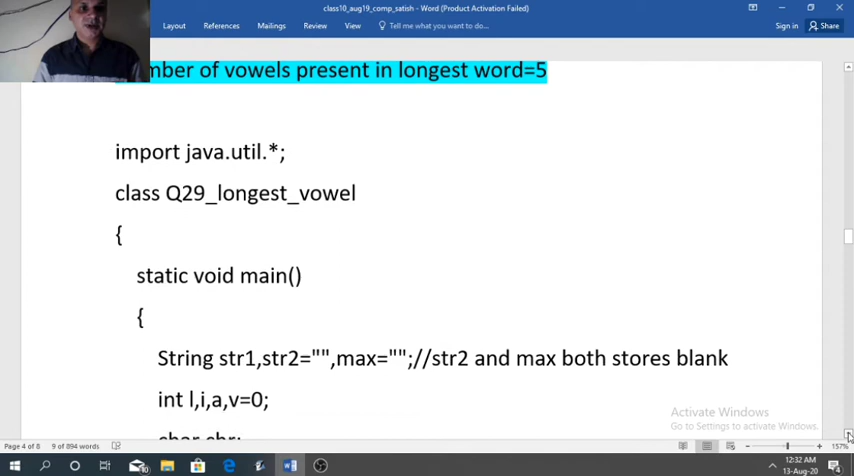 class10_aug19_comp_satish - Word (Product Activation Failed)
Layout References Mailings Review View Tell me what you want to do... Sign in Share
of vowels present in longest word=5
import java.util.*;
class Q29_longest_vowel
{
static void main()
{
String str1,str2="",max="";//str2 and max both stores blank
int l,i,a,v=0;
char chr;
Activate Windows
Go to Settings to activate Windows.
Page 4 of 8 9 of 894 words 157%
12:32 AM
13-Aug-20